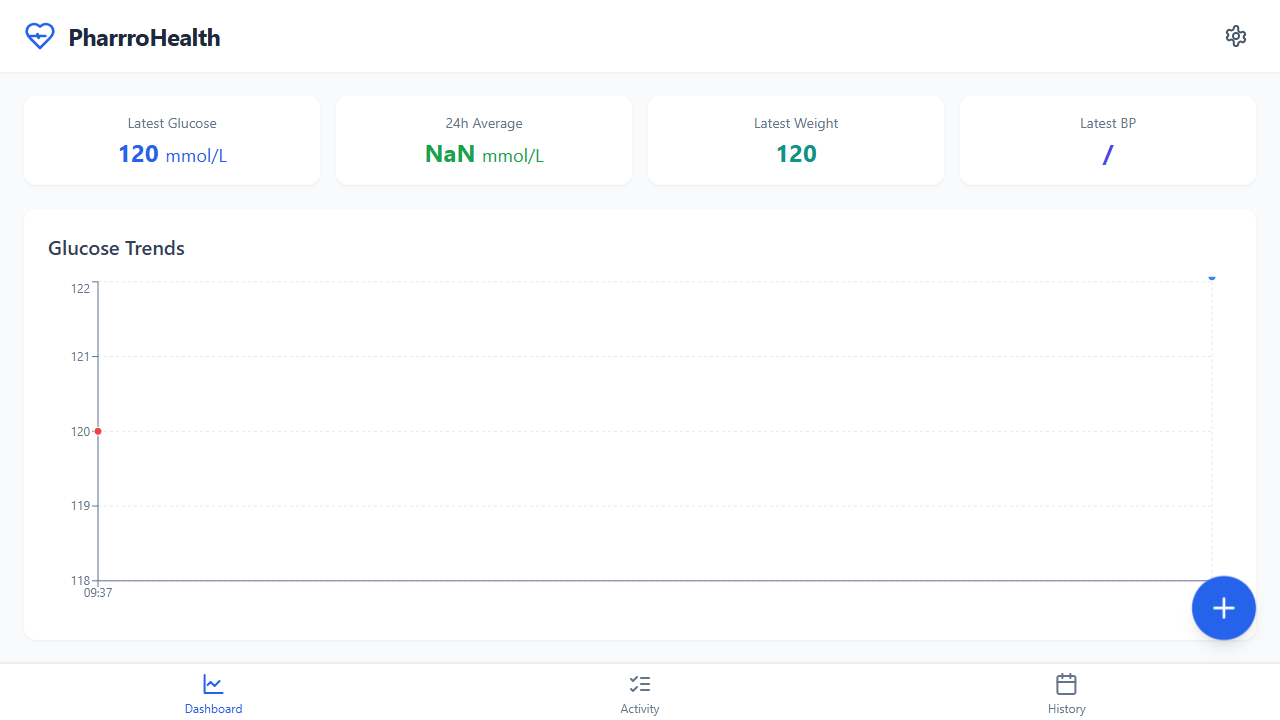 PharrroHealth
Latest Glucose
120 mmol/L
24h Average
NaN mmol/L
Latest Weight
120
Latest BP
/
Glucose Trends
122
121
120
119
118
09:37
Dashboard
Activity
History